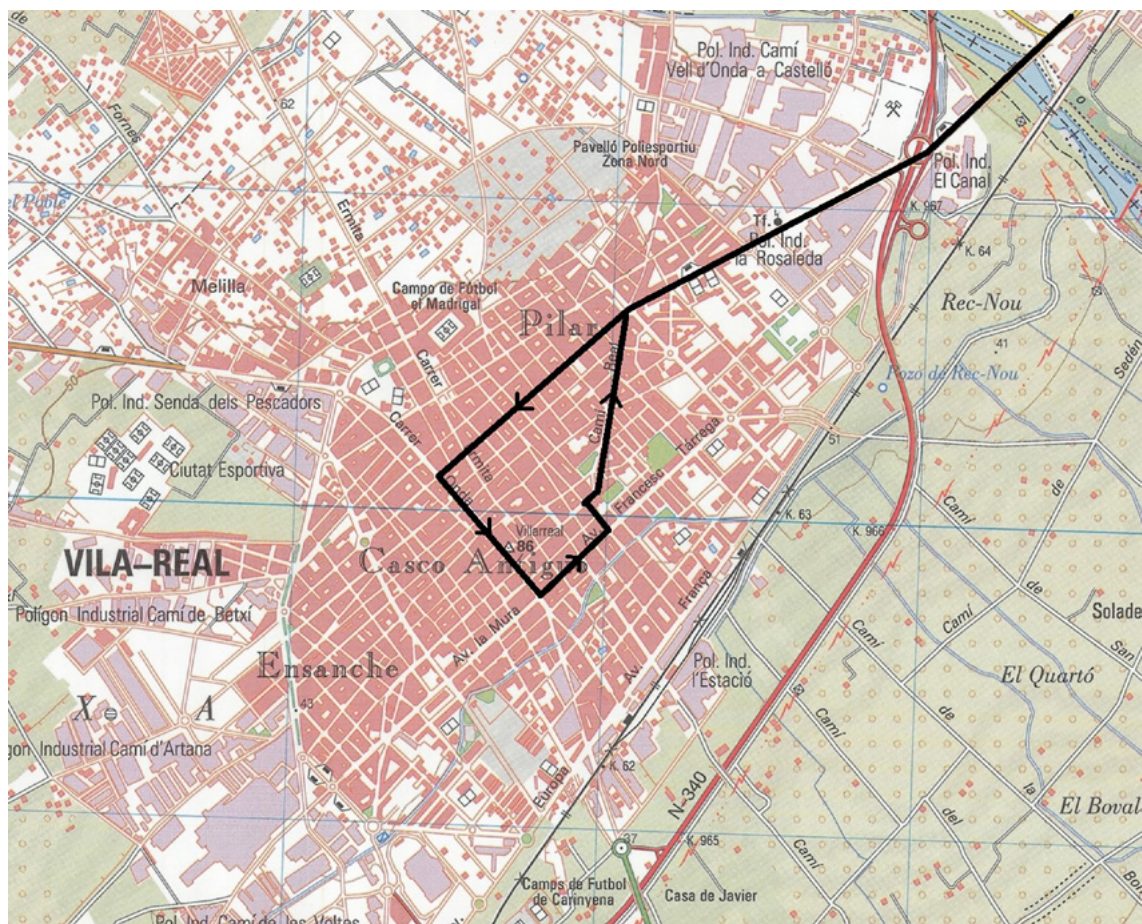 Pol. Ind. Camí
Vell d'Onda a Castelló
62
Fornes
Pavelló Poliesportiu
Zona Nord
Pol. Ind.
El Canal
el Poble
Ermita
K. 967
Tf.
Pol. Ind.
la Rosaleda
K. 64
Melilla
Campo de Fútbol
el Madrigal
Rec-Nou
Pilar
Sedén
41
Real
Carrer
Pozo de Rec-Nou
50
Pol. Ind. Senda dels Pescadors
Carrer
Camí
Tárrega
51
Ciutat Esportiva
Francesc
de
K. 63
Camí
Villarreal
Av.
K. 966
86
VILA-REAL
Casco Antiguo
de
França
Polígon Industrial Camí de Betxí
Camí
Camí
Solade
Av. la Mura
San
Ensanche
Av.
Pol. Ind.
l'Estació
El Quartó
X
A
43
Camí
de
Camí
gon Industrial Camí d'Artana
K. 62
la
Europa
N-340
El Boval
37
K. 965
del
Camí
Camps de Futbol
de Carinyena
Casa de Javier
Pol. Ind. Camí de les Voltes